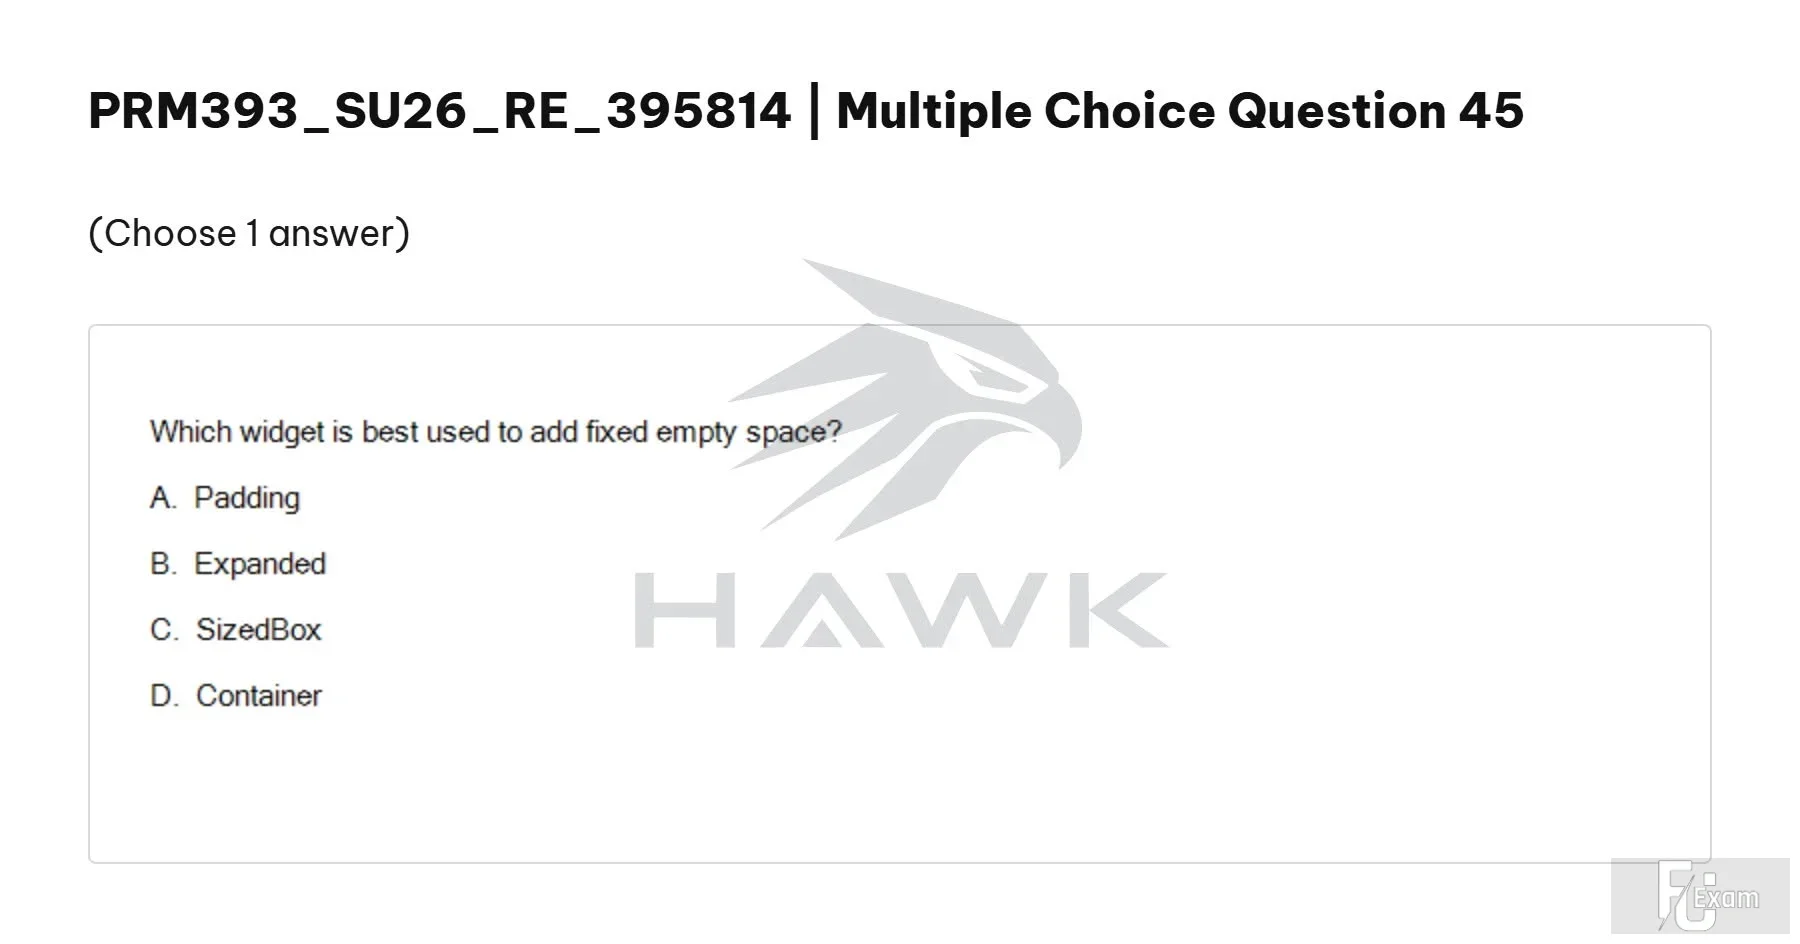 PRM393_SU26_RE_395814 | Multiple Choice Question 45
(Choose 1 answer)
Which widget is best used to add fixed empty space?
A. Padding
B. Expanded
C. SizedBox
D. Container
HAWK
FU Exam